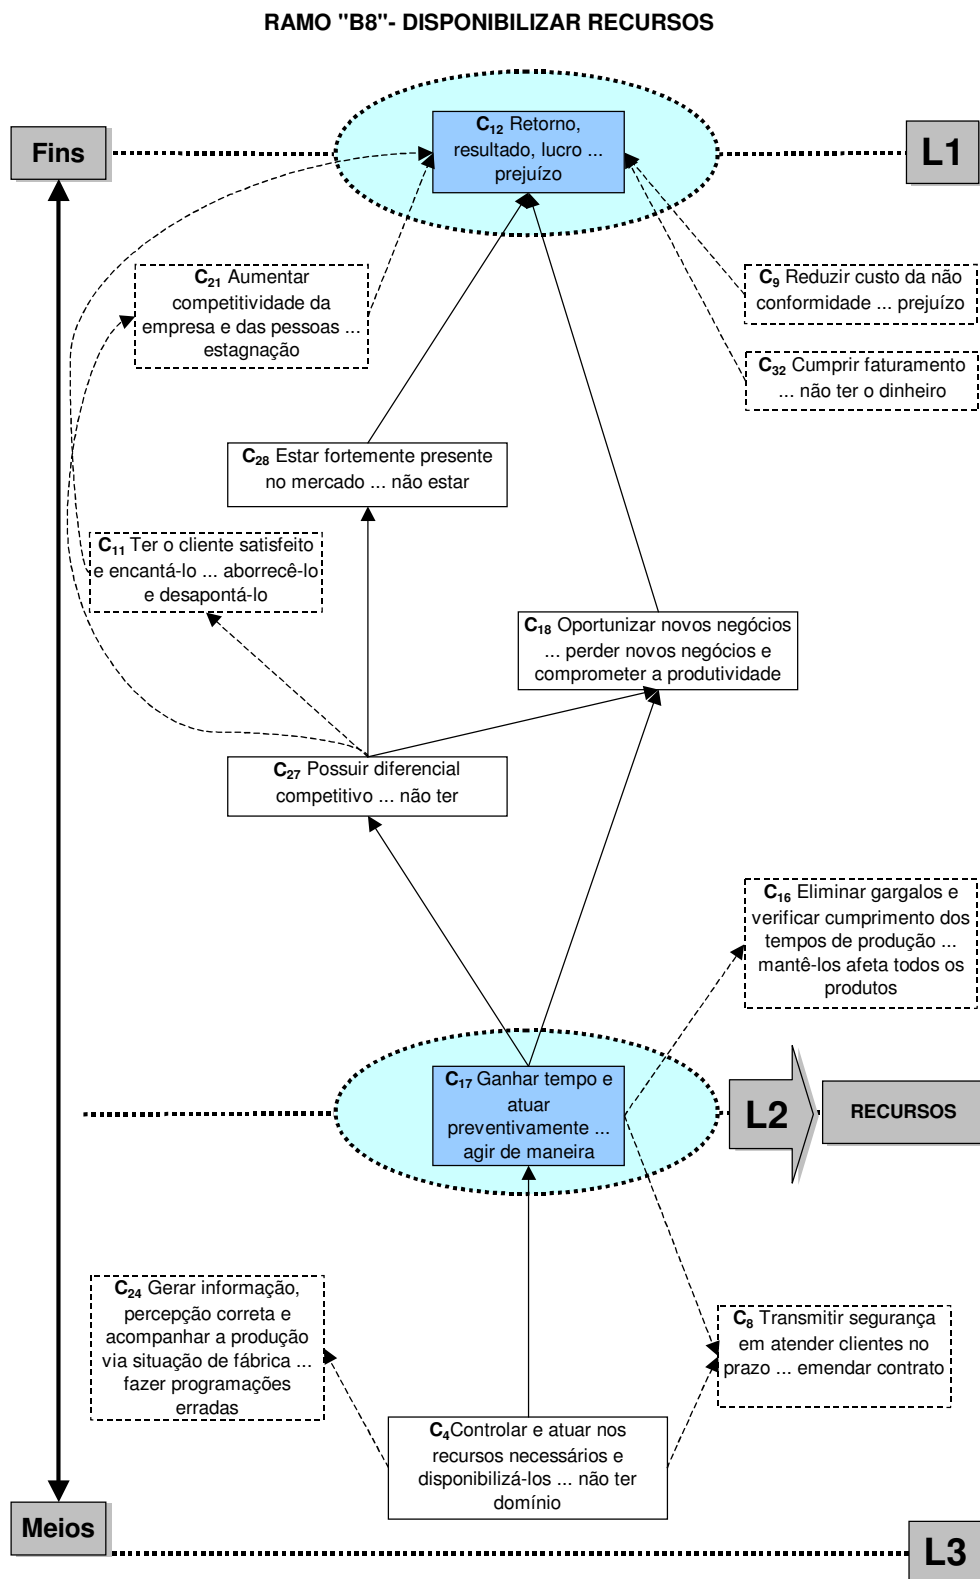 RAMO "B8"- DISPONIBILIZAR RECURSOS
Fins
C12 Retorno,
resultado, lucro ...
prejuízo
L1
C21 Aumentar
competitividade da
empresa e das pessoas ...
estagnação
C9 Reduzir custo da não
conformidade ... prejuízo
C32 Cumprir faturamento
... não ter o dinheiro
C28 Estar fortemente presente
no mercado ... não estar
C11 Ter o cliente satisfeito
e encantá-lo ... aborrecê-lo
e desapontá-lo
C18 Oportunizar novos negócios
... perder novos negócios e
comprometer a produtividade
C27 Possuir diferencial
competitivo ... não ter
C16 Eliminar gargalos e
verificar cumprimento dos
tempos de produção ...
mantê-los afeta todos os
produtos
C17 Ganhar tempo e
atuar
preventivamente ...
agir de maneira
L2
RECURSOS
C24 Gerar informação,
percepção correta e
acompanhar a produção
via situação de fábrica ...
fazer programações
erradas
C8 Transmitir segurança
em atender clientes no
prazo ... emendar contrato
C4Controlar e atuar nos
recursos necessários e
disponibilizá-los ... não ter
domínio
Meios
L3